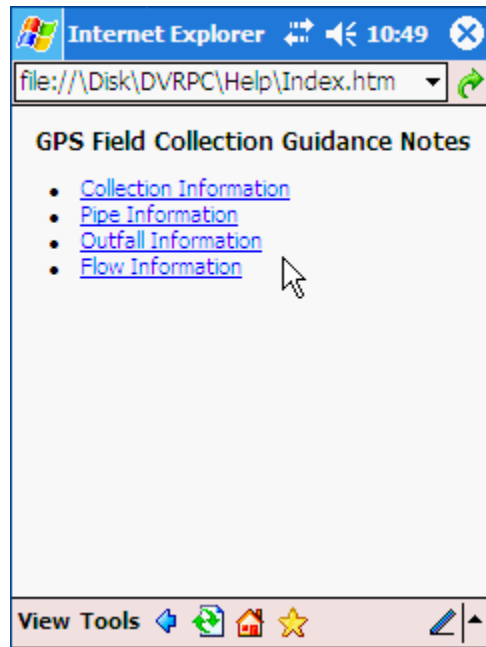 Internet Explorer 10:49
file://\Disk\DVRPC\Help\Index.htm
GPS Field Collection Guidance Notes
Collection Information
Pipe Information
Outfall Information
Flow Information
View Tools